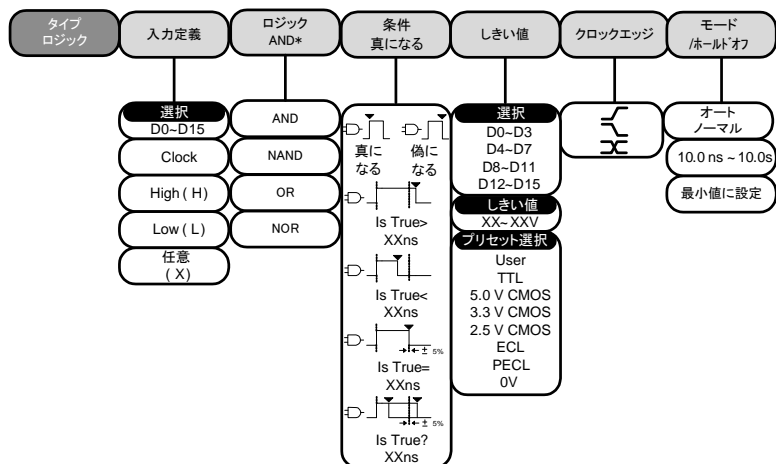 タイプ
ロジック
入力定義
ロジック
AND*
条件
真になる
しきい値
クロックエッジ
モード
/ホールドオフ
選択
D0~D15
Clock
High ( H )
Low ( L )
任意
( X )
AND
NAND
OR
NOR
真に
なる
偽に
なる
Is True>
XXns
Is True<
XXns
± 5%
Is True=
XXns
± 5%
Is True?
XXns
選択
D0~D3
D4~D7
D8~D11
D12~D15
しきい値
XX~XXV
プリセット選択
User
TTL
5.0 V CMOS
3.3 V CMOS
2.5 V CMOS
ECL
PECL
0V
オート
ノーマル
10.0 ns ~ 10.0s
最小値に設定